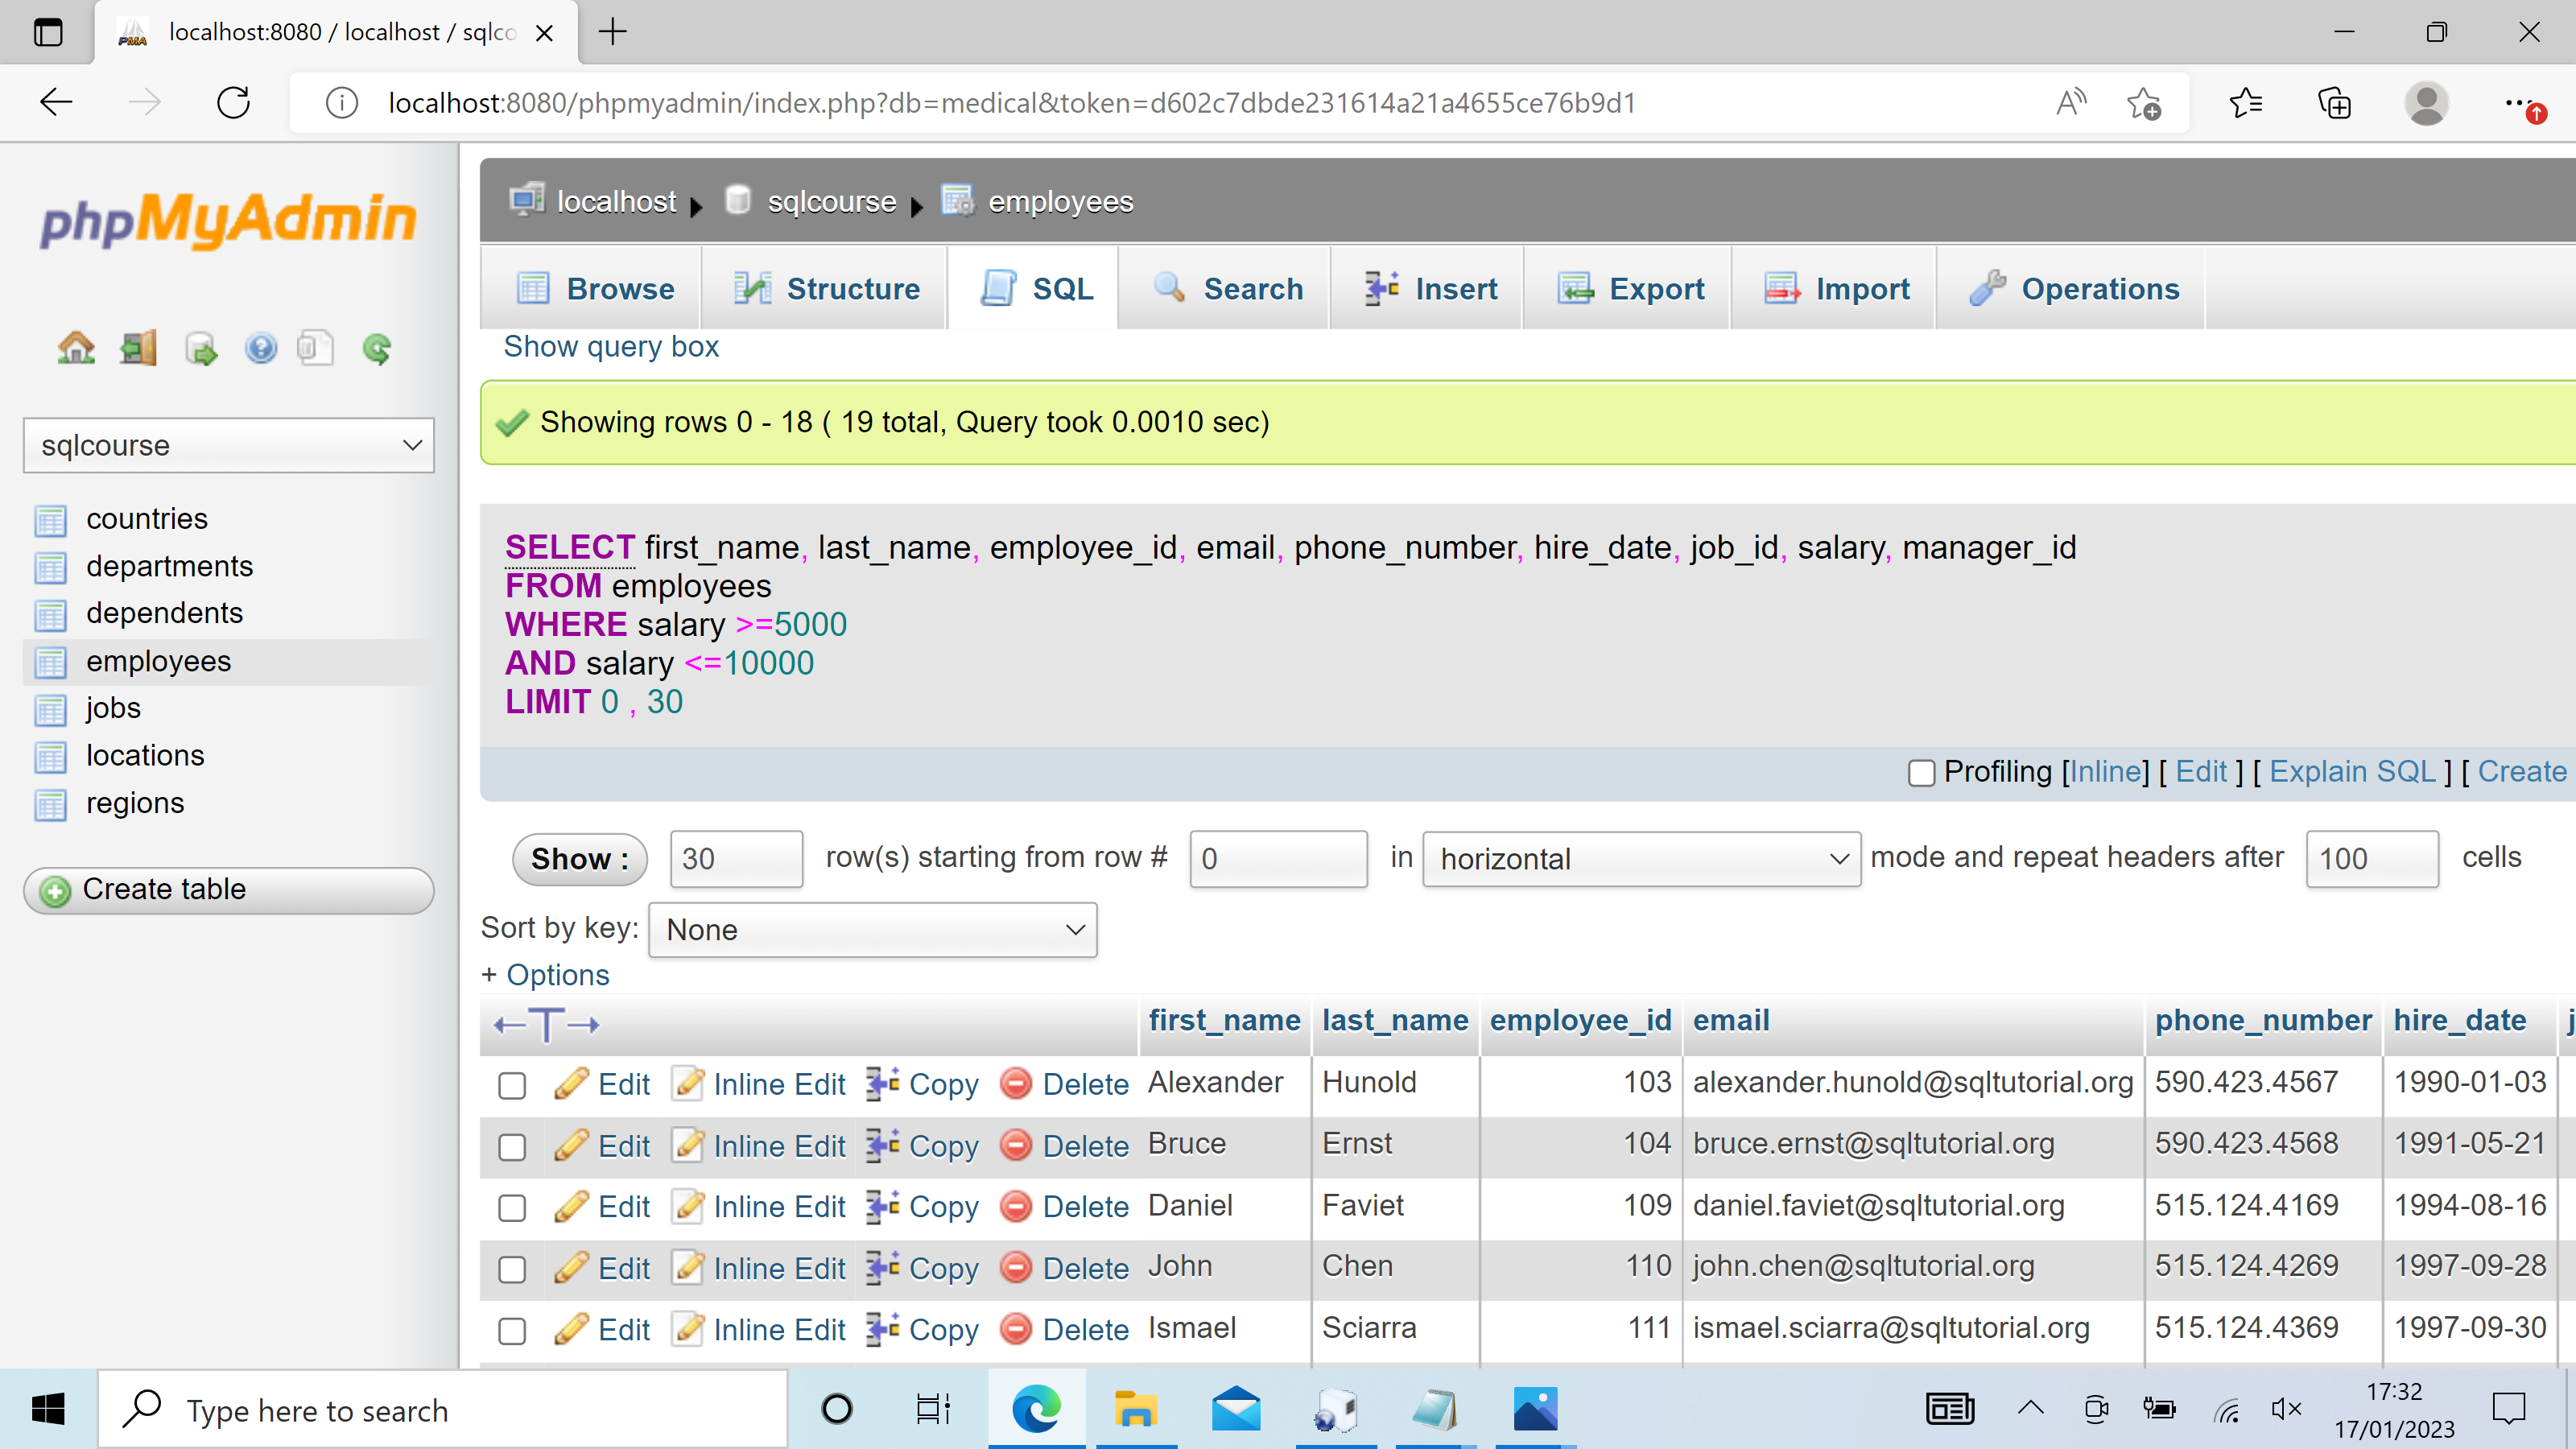 localhost:8080 / localhost / sqlco
localhost:8080/phpmyadmin/index.php?db=medical&token=d602c7dbde231614a21a4655ce76b9d1
phpMyAdmin
sqlcourse
countries
departments
dependents
employees
jobs
locations
regions
Create table
localhost sqlcourse employees
Browse Structure SQL Search Insert Export Import Operations
Show query box
Showing rows 0 - 18 ( 19 total, Query took 0.0010 sec)
SELECT first_name, last_name, employee_id, email, phone_number, hire_date, job_id, salary, manager_id
FROM employees
WHERE salary >=5000
AND salary <=10000
LIMIT 0 , 30
Profiling [Inline] [ Edit ] [ Explain SQL ] [ Create
Show : 30 row(s) starting from row # 0 in horizontal mode and repeat headers after 100 cells
Sort by key: None
+ Options
←T→ first_name last_name employee_id email phone_number hire_date j
Edit Inline Edit Copy Delete Alexander Hunold 103 alexander.hunold@sqltutorial.org 590.423.4567 1990-01-03
Edit Inline Edit Copy Delete Bruce Ernst 104 bruce.ernst@sqltutorial.org 590.423.4568 1991-05-21
Edit Inline Edit Copy Delete Daniel Faviet 109 daniel.faviet@sqltutorial.org 515.124.4169 1994-08-16
Edit Inline Edit Copy Delete John Chen 110 john.chen@sqltutorial.org 515.124.4269 1997-09-28
Edit Inline Edit Copy Delete Ismael Sciarra 111 ismael.sciarra@sqltutorial.org 515.124.4369 1997-09-30
Type here to search
17:32
17/01/2023